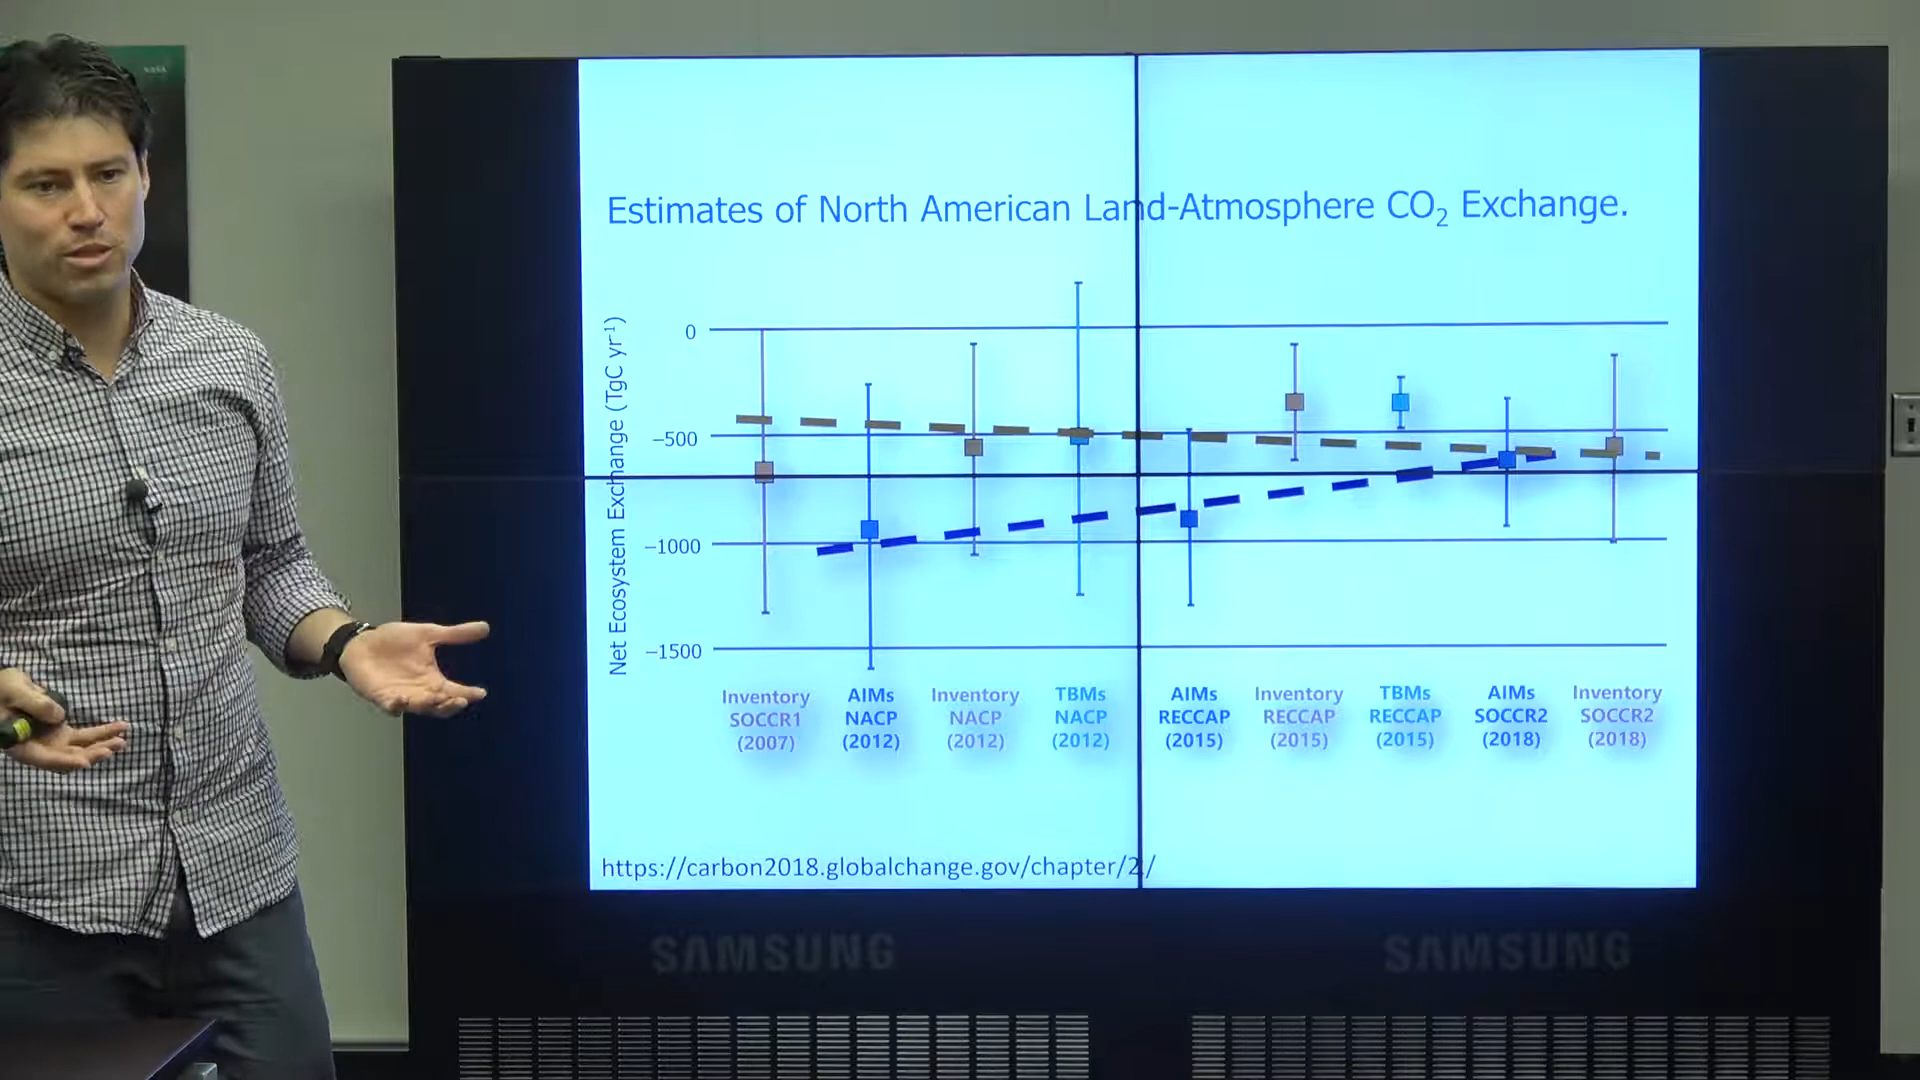 NASA
Estimates of North American Land-Atmosphere CO₂ Exchange.
Net Ecosystem Exchange (TgC yr⁻¹)
0
−500
−1000
−1500
Inventory
SOCCR1
(2007)
AIMs
NACP
(2012)
Inventory
NACP
(2012)
TBMs
NACP
(2012)
AIMs
RECCAP
(2015)
Inventory
RECCAP
(2015)
TBMs
RECCAP
(2015)
AIMs
SOCCR2
(2018)
Inventory
SOCCR2
(2018)
https://carbon2018.globalchange.gov/chapter/2/
SAMSUNG
SAMSUNG